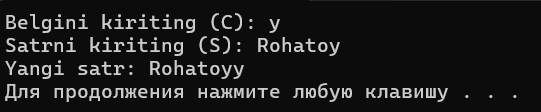 Belgini kiriting (C): y
Satrni kiriting (S): Rohatoy
Yangi satr: Rohatoyy
Для продолжения нажмите любую клавишу . . .